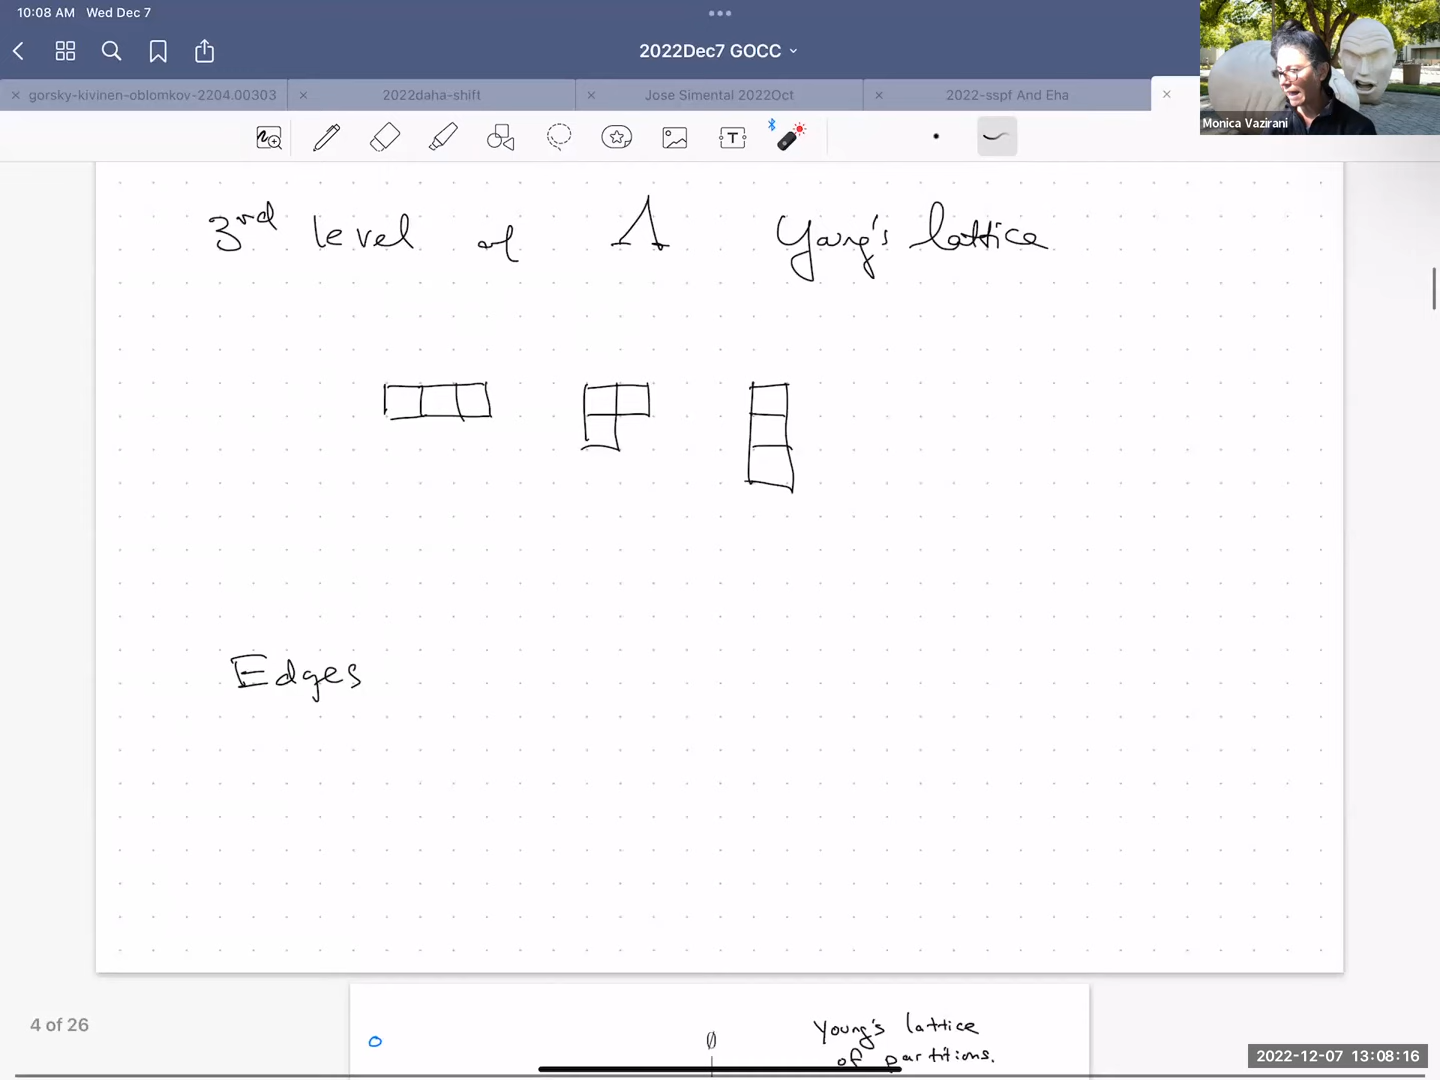 10:08 AM Wed Dec 7
2022Dec7 GOCC
gorsky-kivinen-oblomkov-2204.00303
2022daha-shift
Jose Simental 2022Oct
2022-sspf And Eha
Monica Vazirani
T
3rd level of Λ Young's lattice
Edges
4 of 26
∅
Young's lattice
of partitions.
2022-12-07 13:08:16